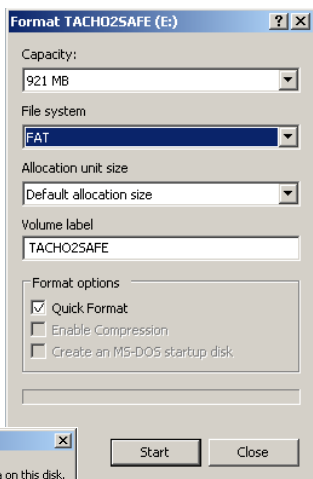 Format TACHO2SAFE (E:)
Capacity:
921 MB
File system
FAT
Allocation unit size
Default allocation size
Volume label
TACHO2SAFE
Format options
Quick Format
Enable Compression
Create an MS-DOS startup disk
Start
Close
on this disk.